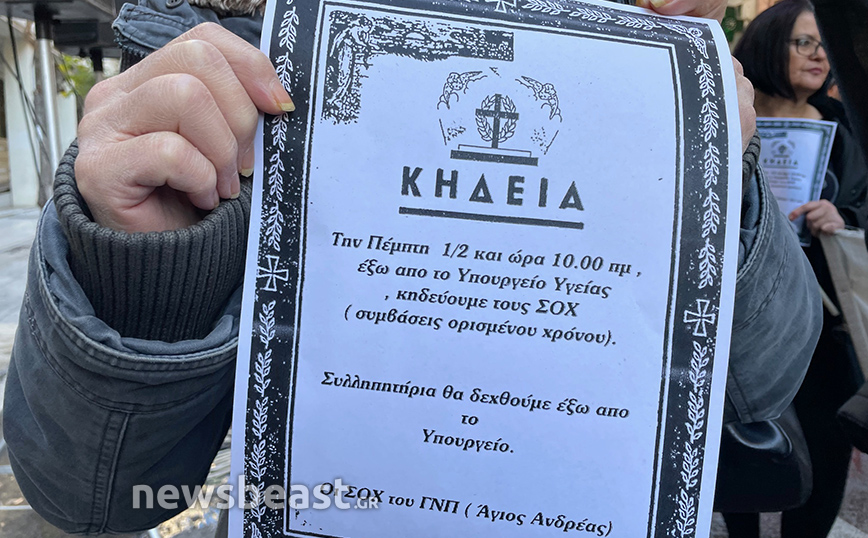 ΚΗΔΕΙΑ
Την Πέμπτη 1/2 και ώρα 10.00 πμ ,
έξω απο το Υπουργείο Υγείας
, κηδεύουμε τους ΣΟΧ
( συμβάσεις ορισμένου χρόνου).
Συλληπητήρια θα δεχθούμε έξω απο
το
Υπουργείο.
Οι ΣΟΧ του ΓΝΠ ( Άγιος Ανδρέας)
newsbeast.GR